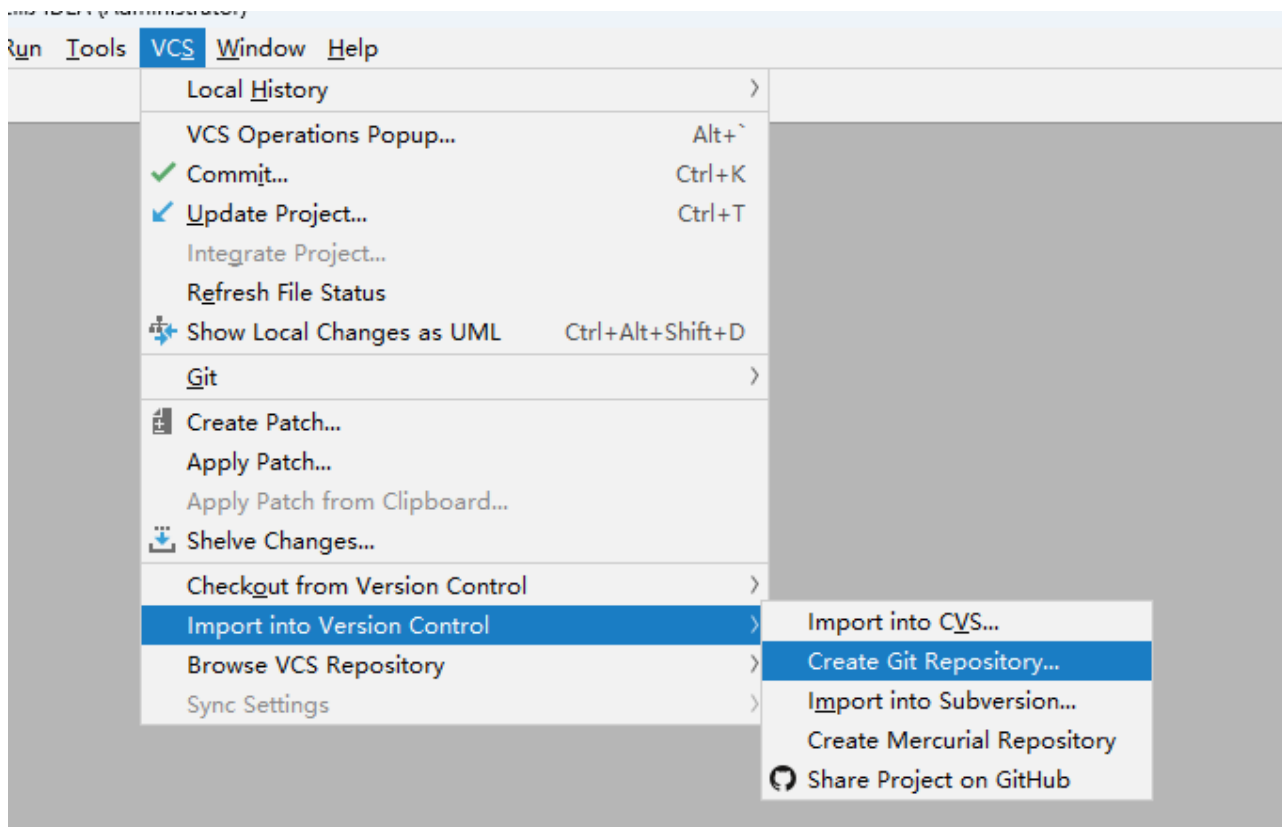 Run Tools VCS Window Help
Local History
VCS Operations Popup... Alt+`
Commit... Ctrl+K
Update Project... Ctrl+T
Integrate Project...
Refresh File Status
Show Local Changes as UML Ctrl+Alt+Shift+D
Git
Create Patch...
Apply Patch...
Apply Patch from Clipboard...
Shelve Changes...
Checkout from Version Control
Import into Version Control
Browse VCS Repository
Sync Settings
Import into CVS...
Create Git Repository...
Import into Subversion...
Create Mercurial Repository
Share Project on GitHub